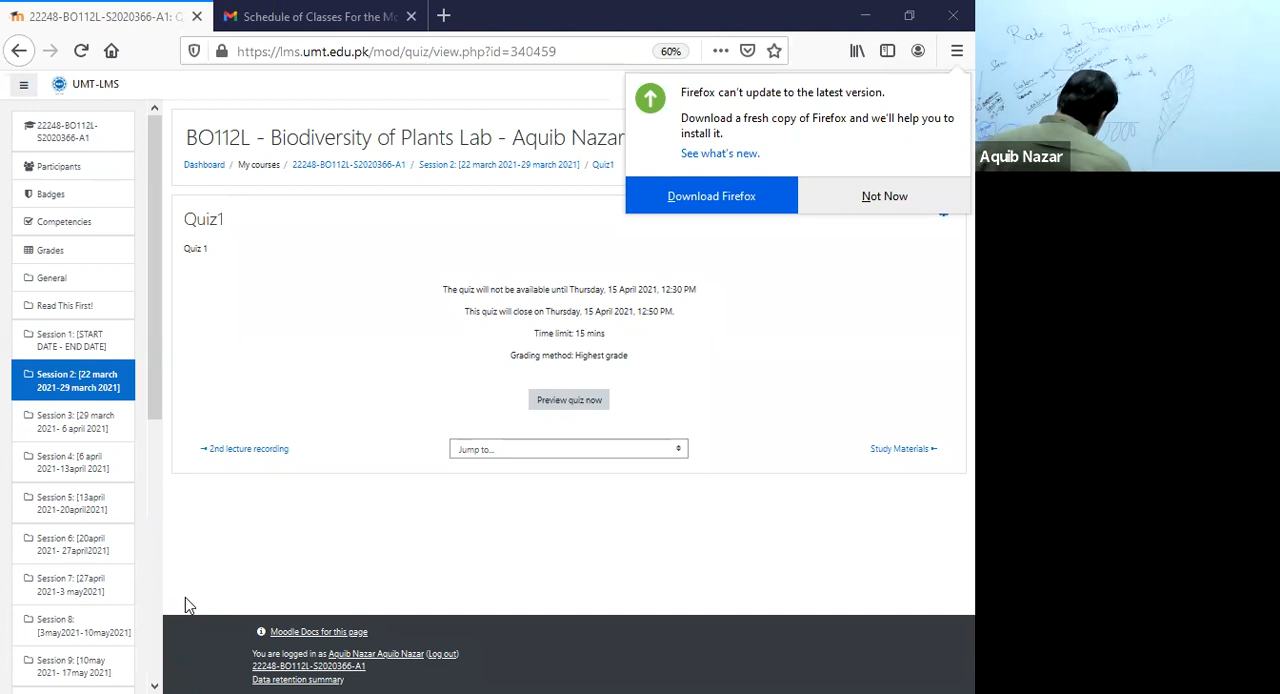 22248-BO112L-S2020366-A1: Q
Schedule of Classes For the Mo
https://lms.umt.edu.pk/mod/quiz/view.php?id=340459
60%
UMT-LMS
22248-BO112L-
S2020366-A1
Participants
Badges
Competencies
Grades
General
Read This First!
Session 1: [START
DATE - END DATE]
Session 2: [22 march
2021-29 march 2021]
Session 3: [29 march
2021- 6 april 2021]
Session 4: [6 april
2021-13april 2021]
Session 5: [13april
2021-20april2021]
Session 6: [20april
2021- 27april2021]
Session 7: [27april
2021-3 may2021]
Session 8:
[3may2021-10may2021]
Session 9: [10may
2021- 17may 2021]
BO112L - Biodiversity of Plants Lab - Aquib Nazar
Dashboard / My courses / 22248-BO112L-S2020366-A1 / Session 2: [22 march 2021-29 march 2021] / Quiz1
Firefox can't update to the latest version.
Download a fresh copy of Firefox and we'll help you to
install it.
See what's new.
Download Firefox
Not Now
Quiz1
Quiz 1
The quiz will not be available until Thursday, 15 April 2021, 12:30 PM
This quiz will close on Thursday, 15 April 2021, 12:50 PM.
Time limit: 15 mins
Grading method: Highest grade
Preview quiz now
2nd lecture recording
Jump to...
Study Materials
Moodle Docs for this page
You are logged in as Aquib Nazar Aquib Nazar (Log out)
22248-BO112L-S2020366-A1
Data retention summary
Rate of Transpiration
Aquib Nazar